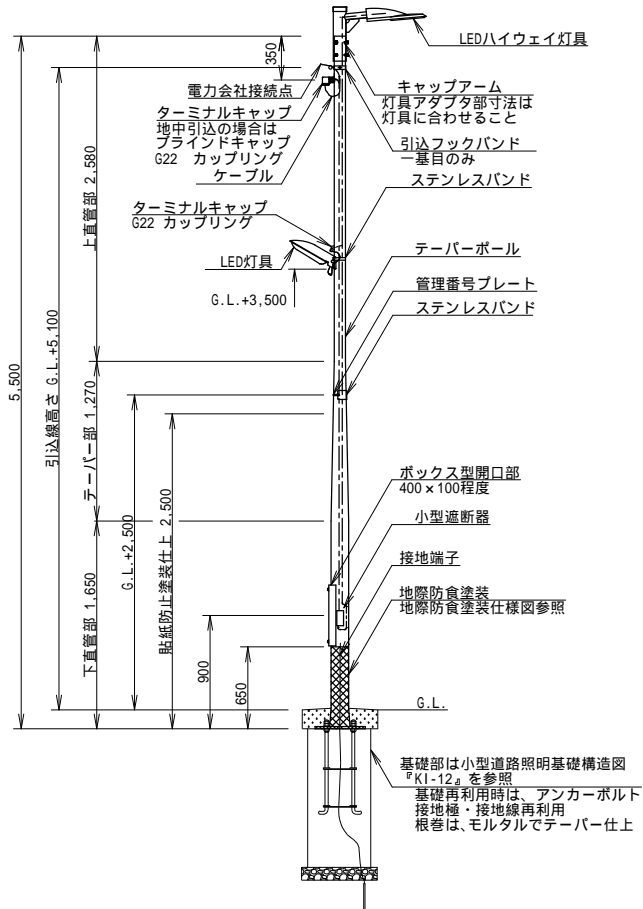 LEDハイウェイ灯具
350
電力会社接続点
ターミナルキャップ
地中引込の場合は
ブラインドキャップ
G22 カップリング
ケーブル
キャップアーム
灯具アダプタ部寸法は
灯具に合わせること
引込フックバンド
一基目のみ
ステンレスバンド
上直管部 2,580
ターミナルキャップ
G22 カップリング
LED灯具
G.L.+3,500
テーパーポール
管理番号プレート
ステンレスバンド
5,500
引込線高さ G.L.+5,100
テーパー部 1,270
G.L.+2,500
貼紙防止塗装仕上 2,500
ボックス型開口部
400×100程度
小型遮断器
接地端子
地際防食塗装
地際防食塗装仕様図参照
下直管部 1,650
900
650
G.L.
基礎部は小型道路照明基礎構造図
『KI-12』を参照
基礎再利用時は、アンカーボルト
接地極・接地線再利用
根巻は、モルタルでテーパー仕上